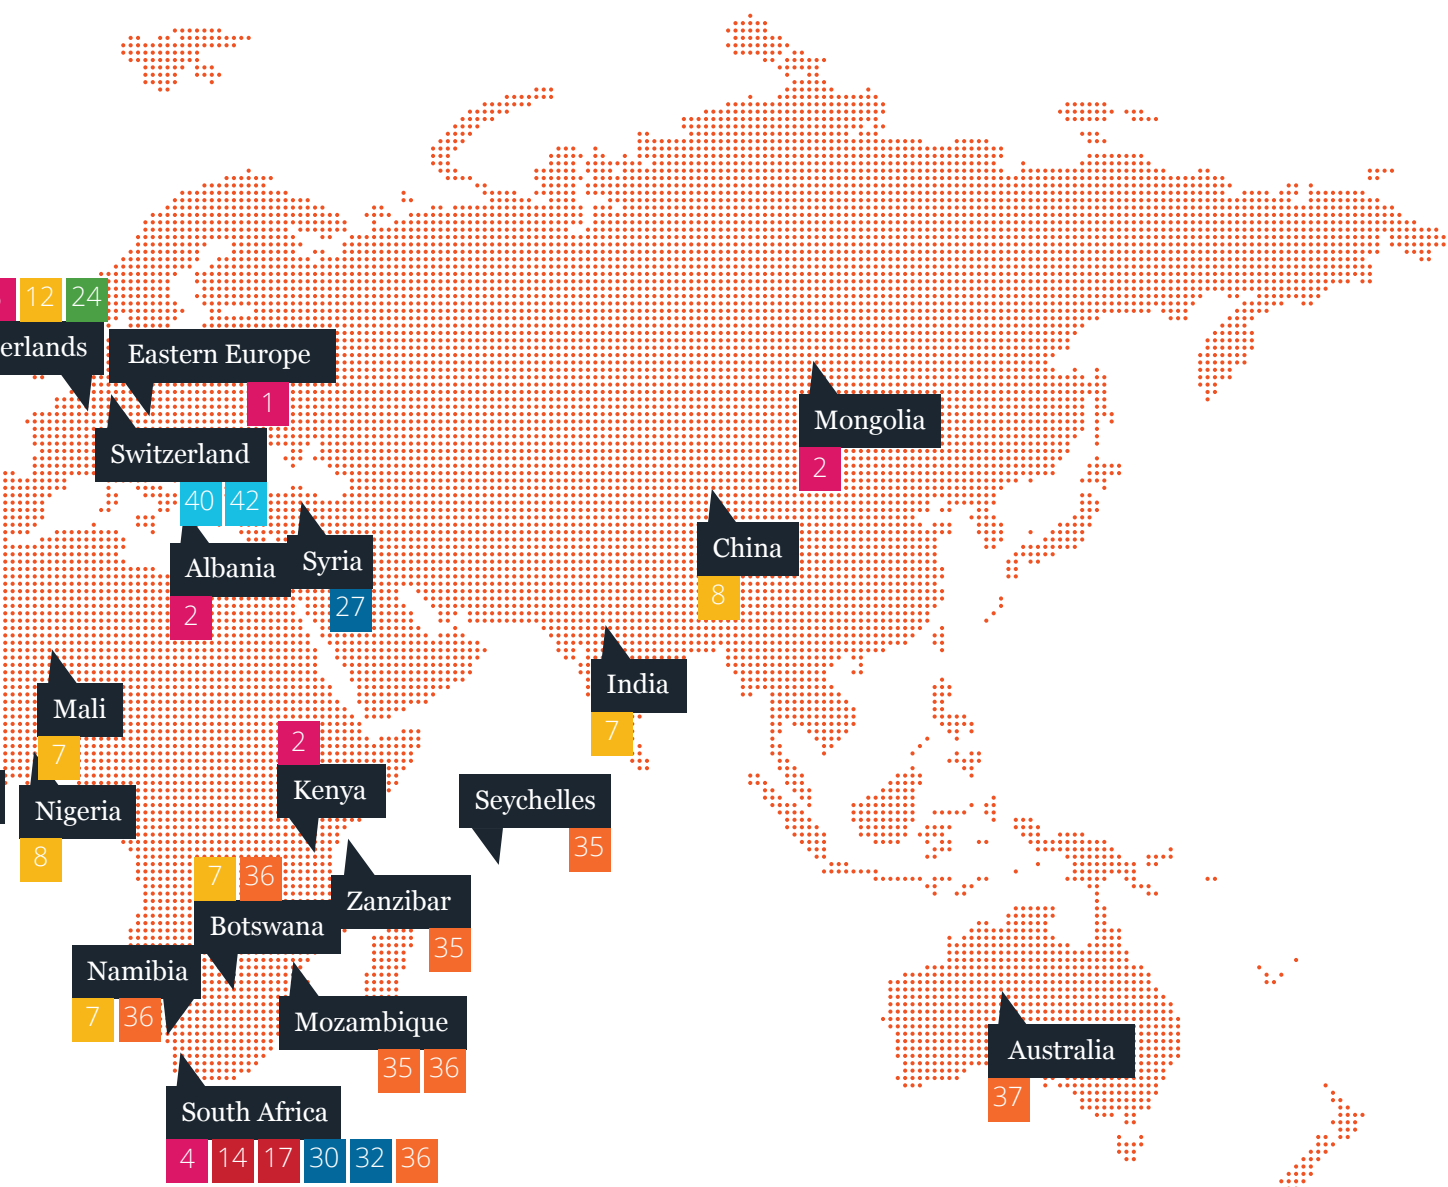 12 24
erlands
Eastern Europe
1
Switzerland
40 42
Mongolia
2
China
8
Albania
2
Syria
27
India
7
Mali
7
2
Kenya
Seychelles
35
Nigeria
8
7 36
Botswana
Zanzibar
35
Namibia
7 36
Mozambique
35 36
Australia
37
South Africa
4 14 17 30 32 36